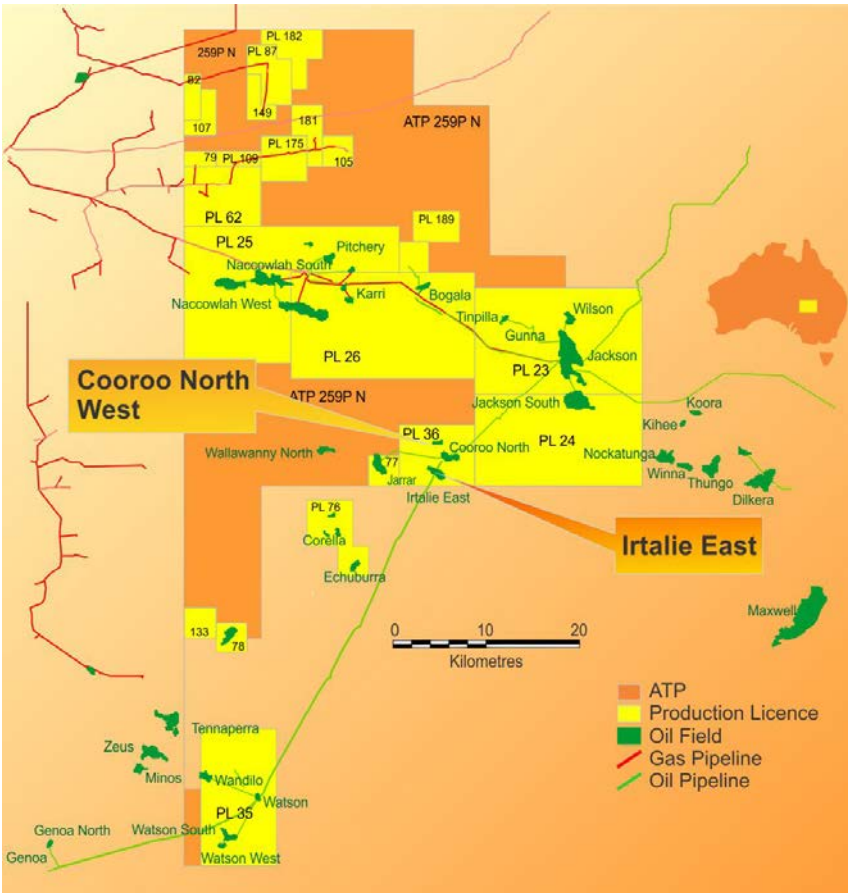 PL 182
259P N
PL 87
82
149
107
181
ATP 259P N
PL 175
79
PL 109
105
PL 62
PL 189
PL 25
Pitchery
Naccowlah South
Karri
Bogala
Naccowlah West
Tinpilla
Wilson
Gunna
Jackson
PL 26
PL 23
Cooroo North
West
ATP 259P N
Jackson South
Koora
PL 36
Kihee
Cooroo North
PL 24
Wallawanny North
77
Nockatunga
Jarrar
Winna
Thungo
Irtalie East
Dilkera
PL 76
Corella
Irtalie East
Echuburra
Maxwell
133
78
0
10
20
Kilometres
ATP
Production Licence
Oil Field
Gas Pipeline
Oil Pipeline
Tennaperra
Zeus
Minos
Wandilo
Watson
PL 35
Watson South
Genoa North
Genoa
Watson West